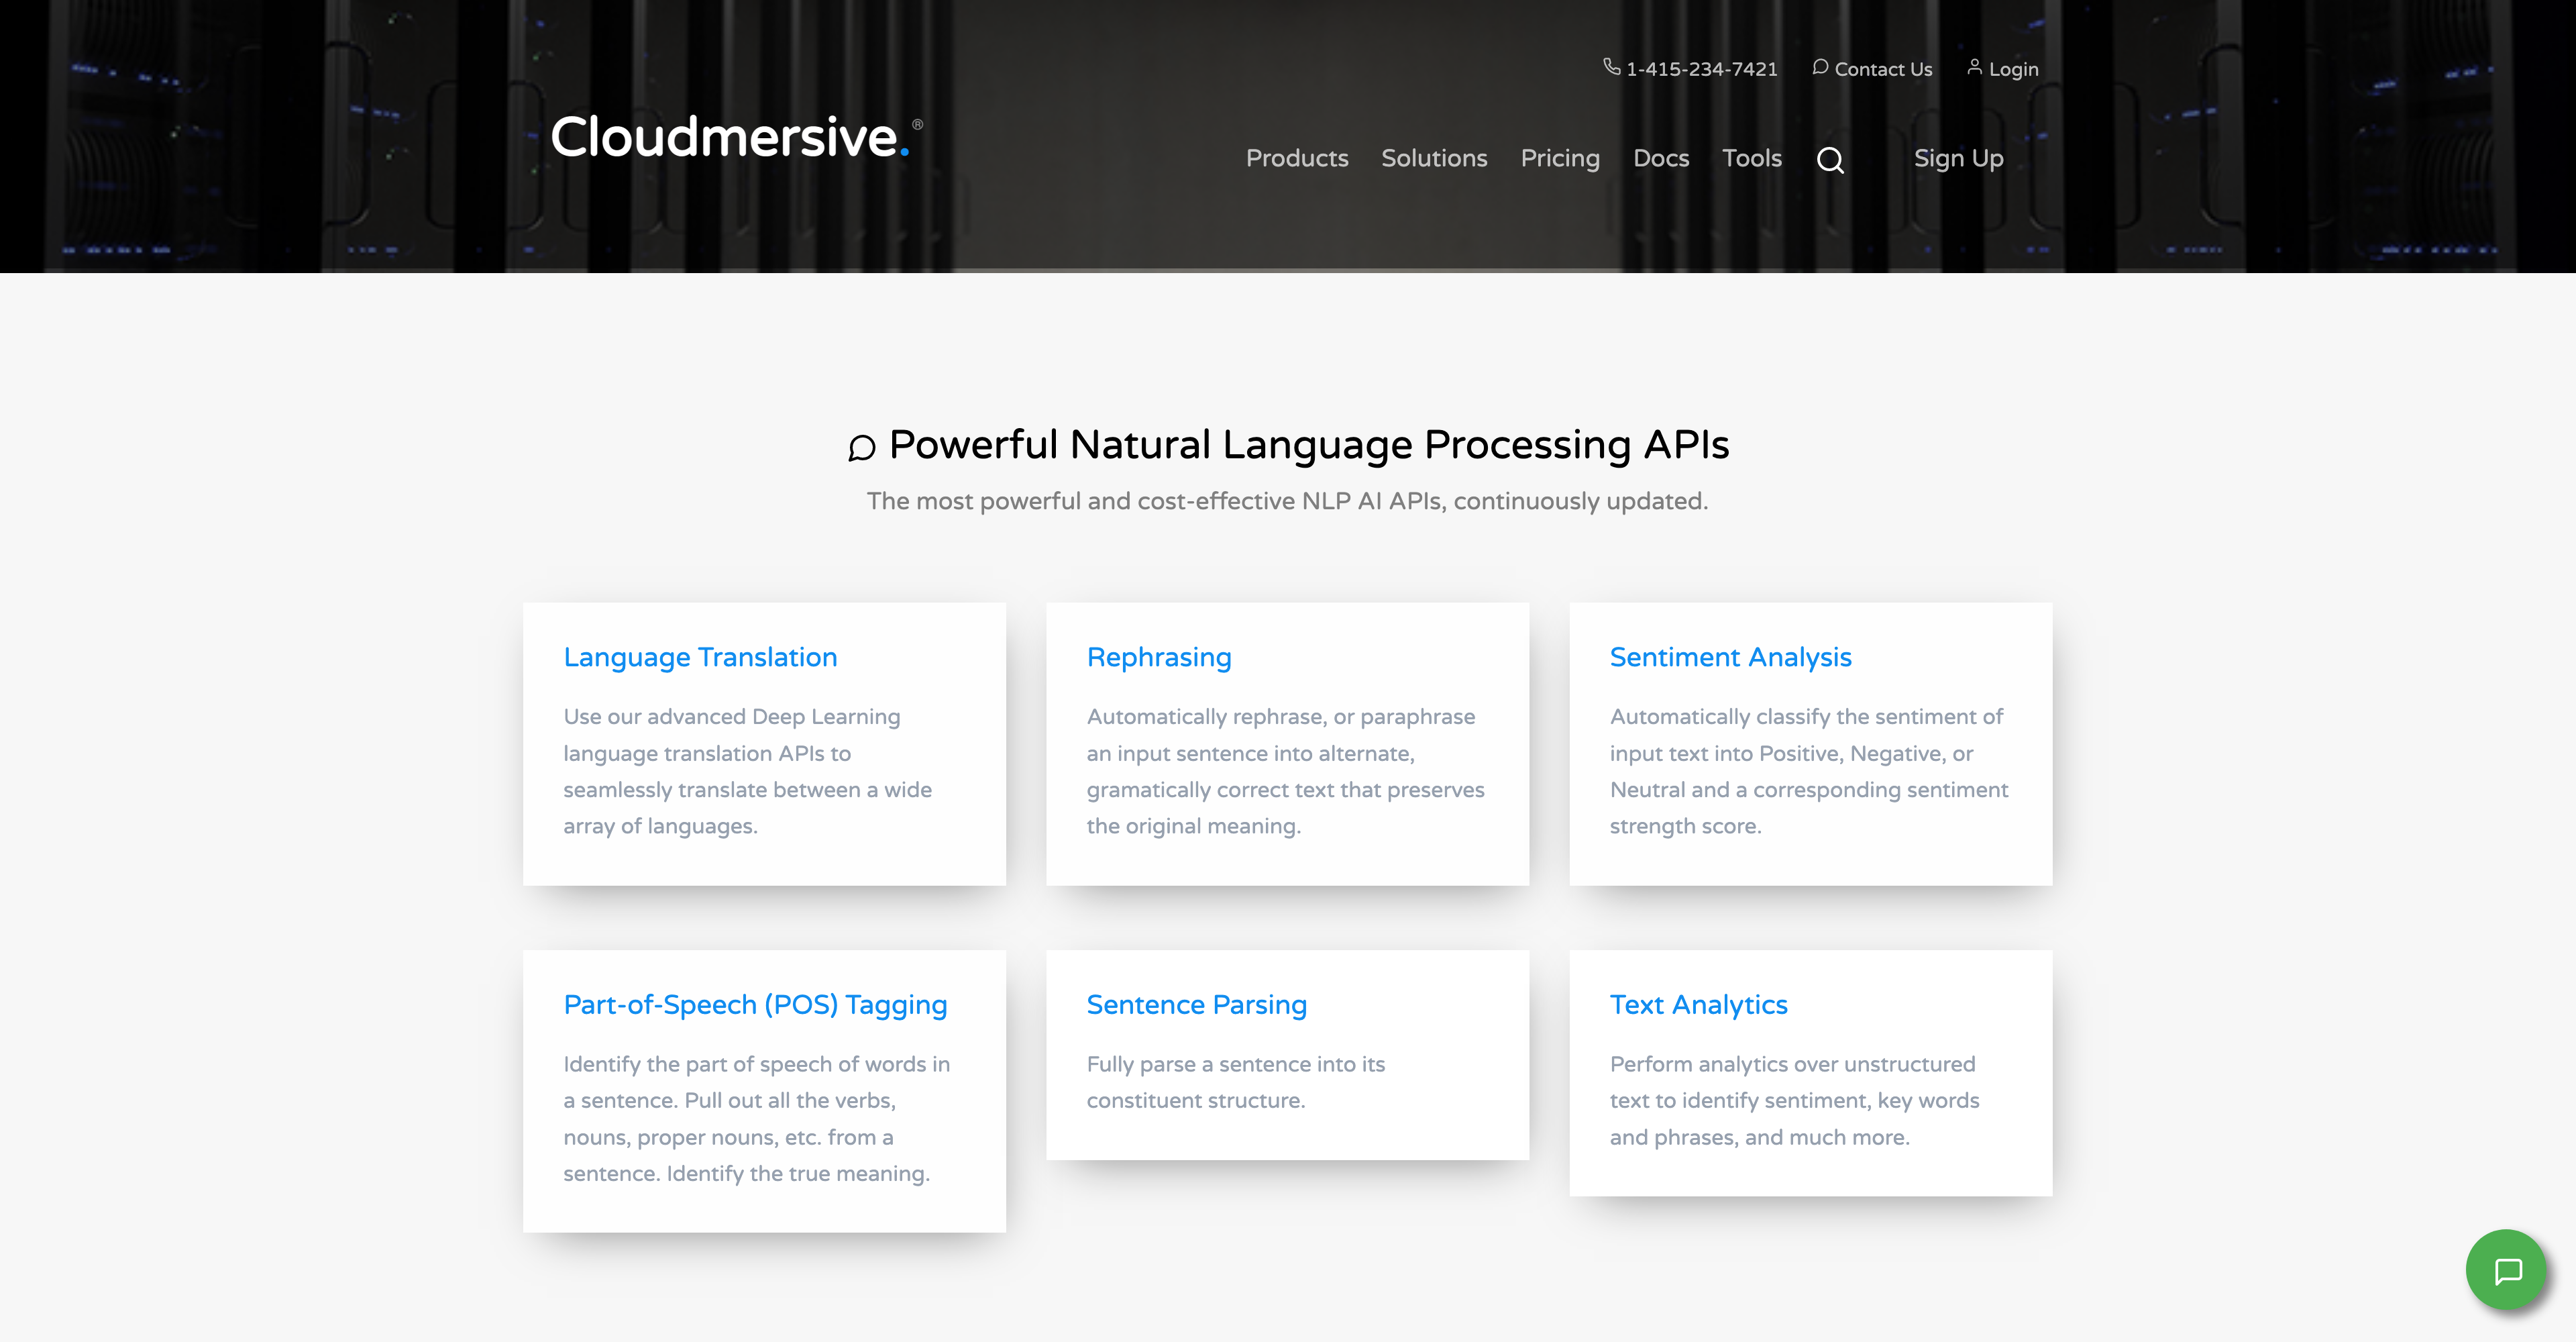 1-415-234-7421 Contact Us Login
Cloudmersive.®
Products Solutions Pricing Docs Tools Sign Up
Powerful Natural Language Processing APIs
The most powerful and cost-effective NLP AI APIs, continuously updated.
Language Translation
Use our advanced Deep Learning
language translation APIs to
seamlessly translate between a wide
array of languages.
Rephrasing
Automatically rephrase, or paraphrase
an input sentence into alternate,
gramatically correct text that preserves
the original meaning.
Sentiment Analysis
Automatically classify the sentiment of
input text into Positive, Negative, or
Neutral and a corresponding sentiment
strength score.
Part-of-Speech (POS) Tagging
Identify the part of speech of words in
a sentence. Pull out all the verbs,
nouns, proper nouns, etc. from a
sentence. Identify the true meaning.
Sentence Parsing
Fully parse a sentence into its
constituent structure.
Text Analytics
Perform analytics over unstructured
text to identify sentiment, key words
and phrases, and much more.